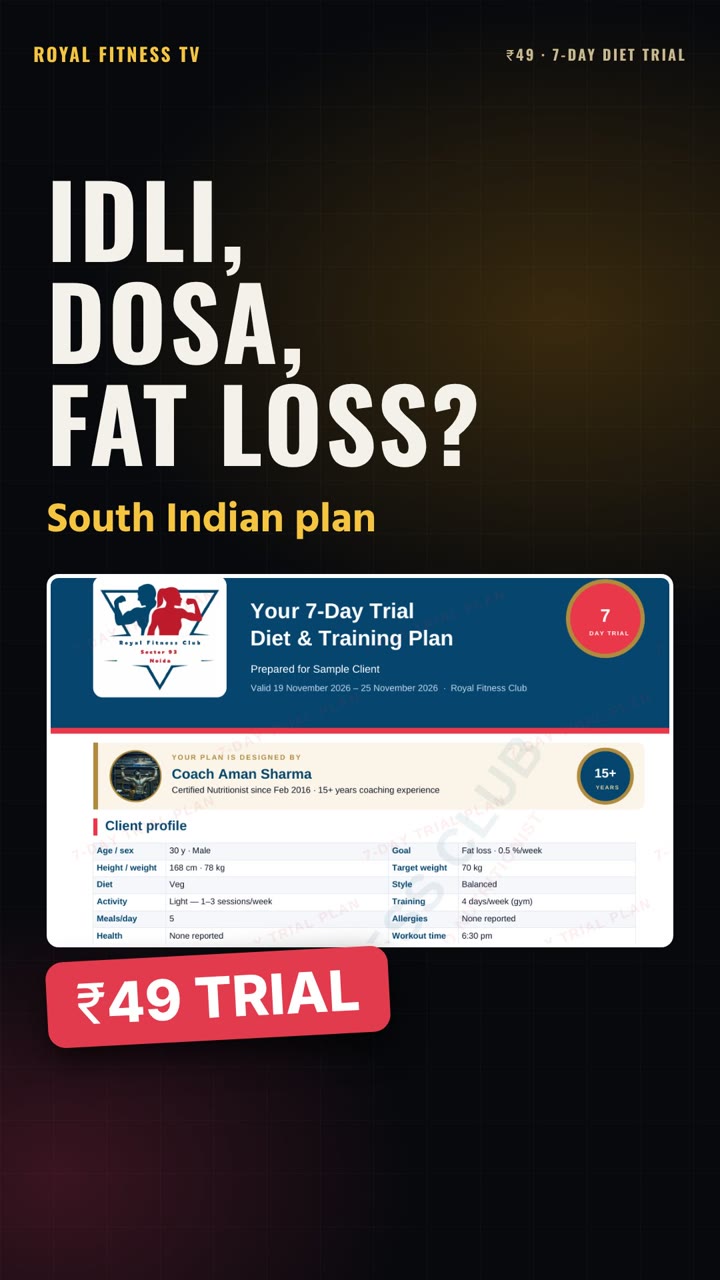 ROYAL FITNESS TV
₹49 · 7-DAY DIET TRIAL
IDLI,
DOSA,
FAT LOSS?
South Indian plan
Royal Fitness Club
Sector 93
Noida
Your 7-Day Trial
Diet & Training Plan
Prepared for Sample Client
Valid 19 November 2026 – 25 November 2026 · Royal Fitness Club
7
DAY TRIAL
YOUR PLAN IS DESIGNED BY
Coach Aman Sharma
Certified Nutritionist since Feb 2016 · 15+ years coaching experience
15+
YEARS
Client profile
Age / sex 30 y · Male Goal Fat loss · 0.5 %/week
Height / weight 168 cm · 78 kg Target weight 70 kg
Diet Veg Style Balanced
Activity Light — 1–3 sessions/week Training 4 days/week (gym)
Meals/day 5 Allergies None reported
Health None reported Workout time 6:30 pm
₹49 TRIAL